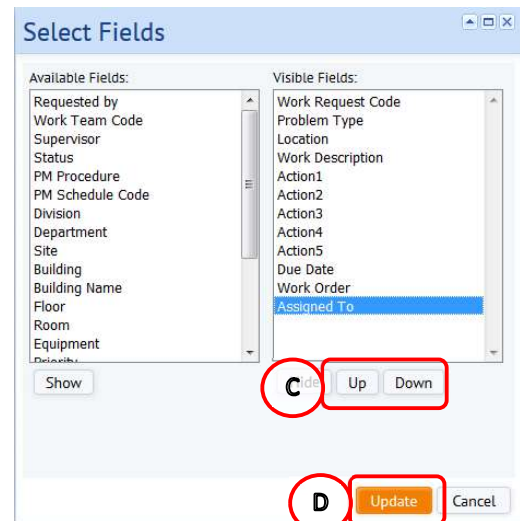 Select Fields
Available Fields:
Requested by
Work Team Code
Supervisor
Status
PM Procedure
PM Schedule Code
Division
Department
Site
Building
Building Name
Floor
Room
Equipment
Priority
Show
Visible Fields:
Work Request Code
Problem Type
Location
Work Description
Action1
Action2
Action3
Action4
Action5
Due Date
Work Order
Assigned To
C
Up Down
D
Update Cancel